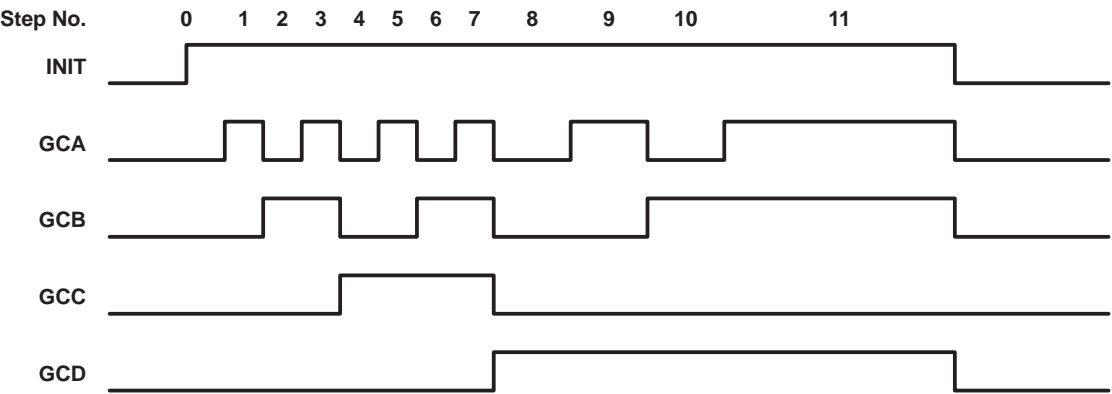 Step No. 0 1 2 3 4 5 6 7 8 9 10 11
INIT
GCA
GCB
GCC
GCD